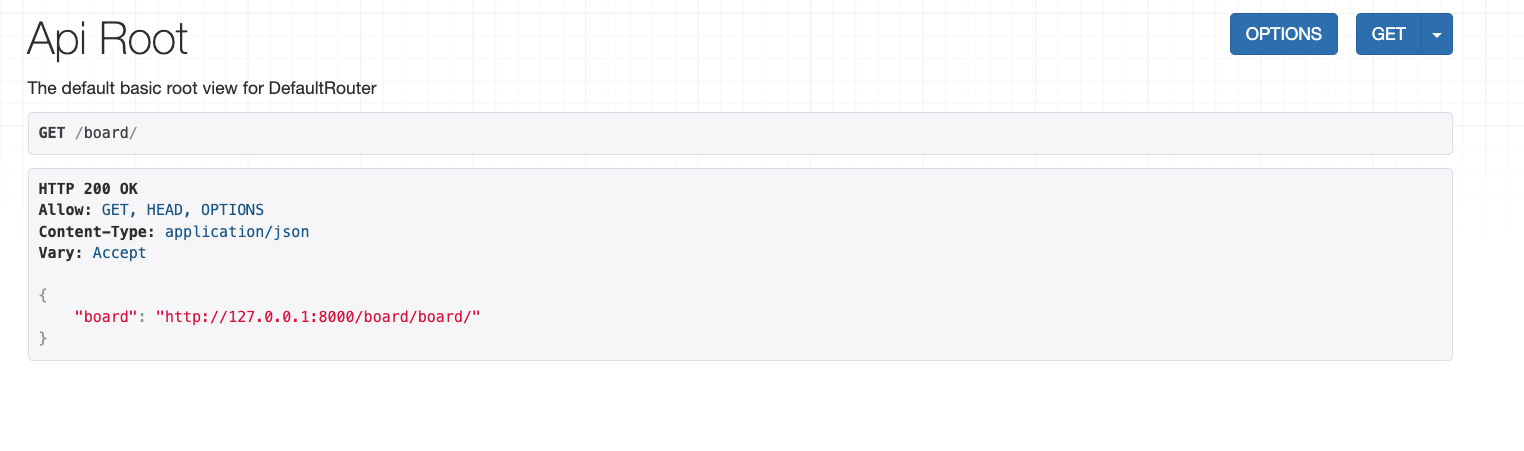 Api Root
OPTIONS GET
The default basic root view for DefaultRouter
GET /board/
HTTP 200 OK
Allow: GET, HEAD, OPTIONS
Content-Type: application/json
Vary: Accept
{
    "board": "http://127.0.0.1:8000/board/board/"
}